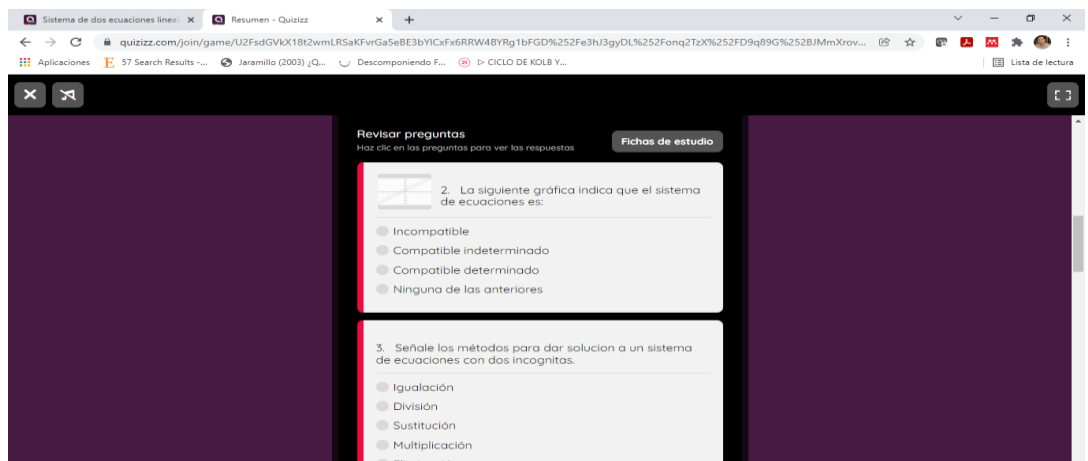 Sistema de dos ecuaciones lineal
Resumen - Quizizz
quizizz.com/join/game/U2FsdGVkX18t2wmLRSaKFvrGa5eBE3bYlCxFx6RRW4BYRg1bFGD%252Fe3hJ3gyDL%252Fonq2TzX%252FD9q89G%252BJMmXrov...
Aplicaciones
57 Search Results -...
Jaramillo (2003) ¿Q...
Descomponiendo F...
▷ CICLO DE KOLB Y...
Lista de lectura
Revisar preguntas
Haz clic en las preguntas para ver las respuestas
Fichas de estudio
2. La siguiente gráfica indica que el sistema
de ecuaciones es:
Incompatible
Compatible indeterminado
Compatible determinado
Ninguna de las anteriores
3. Señale los métodos para dar solucion a un sistema
de ecuaciones con dos incognitas.
Igualación
División
Sustitución
Multiplicación